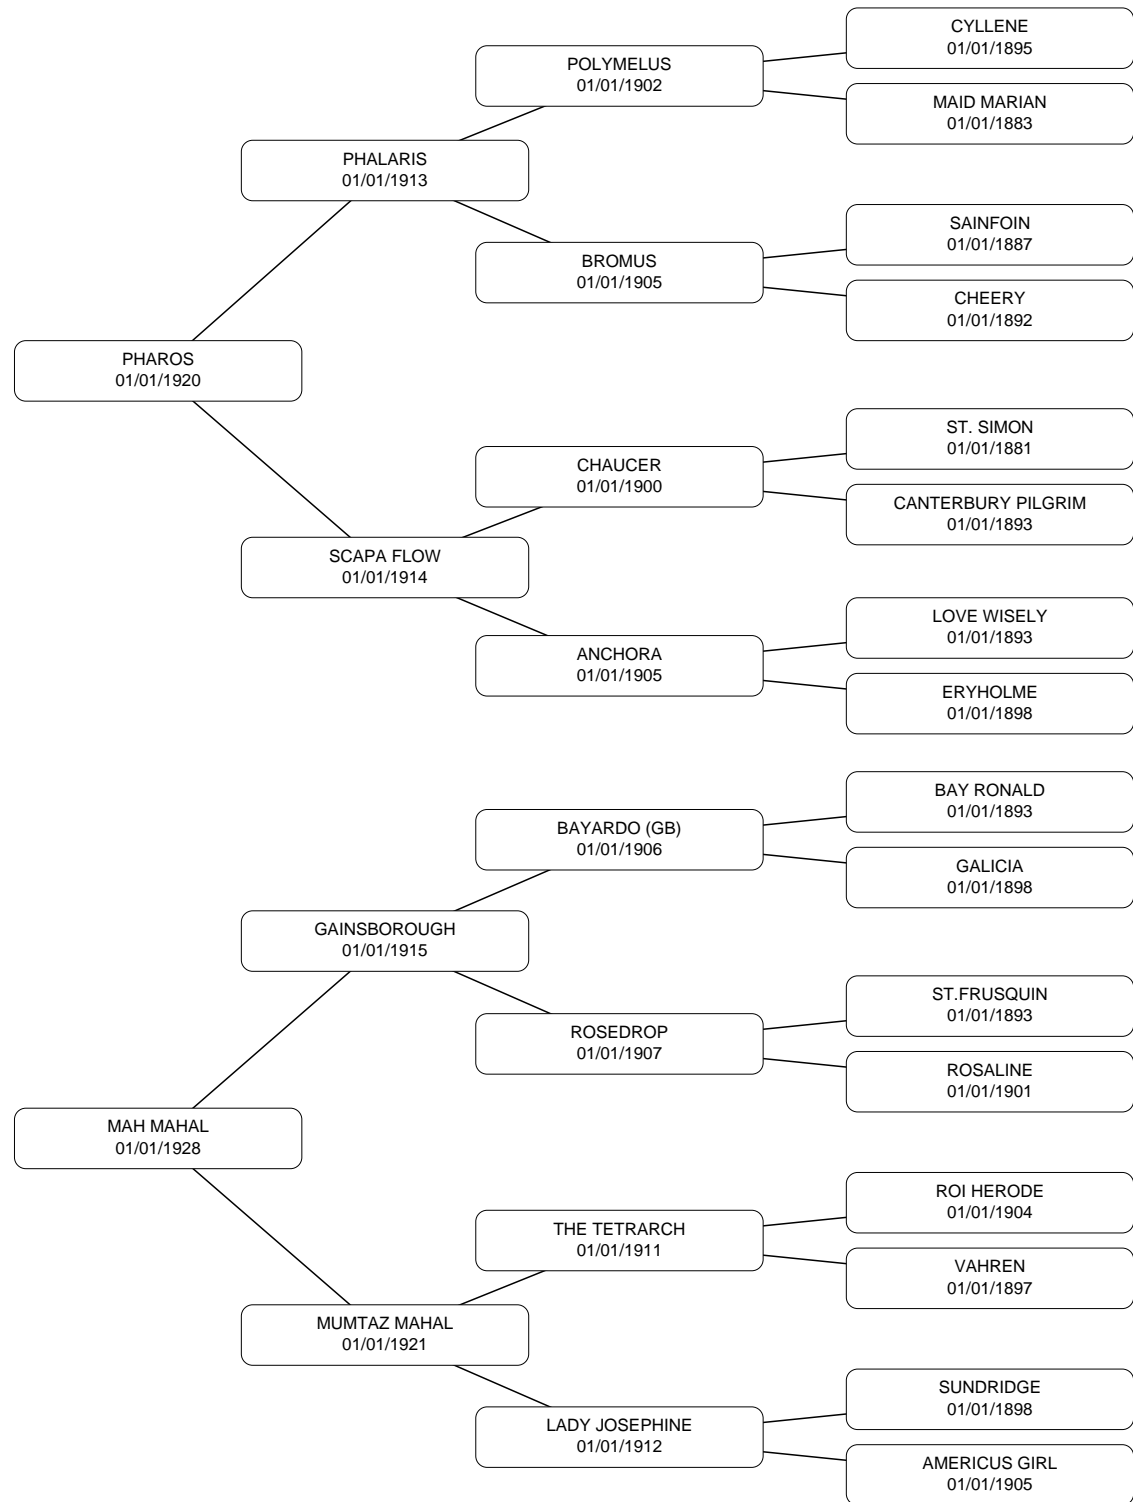 CYLLENE
01/01/1895
POLYMELUS
01/01/1902
MAID MARIAN
01/01/1883
PHALARIS
01/01/1913
SAINFOIN
01/01/1887
BROMUS
01/01/1905
CHEERY
01/01/1892
PHAROS
01/01/1920
ST. SIMON
01/01/1881
CHAUCER
01/01/1900
CANTERBURY PILGRIM
01/01/1893
SCAPA FLOW
01/01/1914
LOVE WISELY
01/01/1893
ANCHORA
01/01/1905
ERYHOLME
01/01/1898
BAY RONALD
01/01/1893
BAYARDO (GB)
01/01/1906
GALICIA
01/01/1898
GAINSBOROUGH
01/01/1915
ST.FRUSQUIN
01/01/1893
ROSEDROP
01/01/1907
ROSALINE
01/01/1901
MAH MAHAL
01/01/1928
ROI HERODE
01/01/1904
THE TETRARCH
01/01/1911
VAHREN
01/01/1897
MUMTAZ MAHAL
01/01/1921
SUNDRIDGE
01/01/1898
LADY JOSEPHINE
01/01/1912
AMERICUS GIRL
01/01/1905